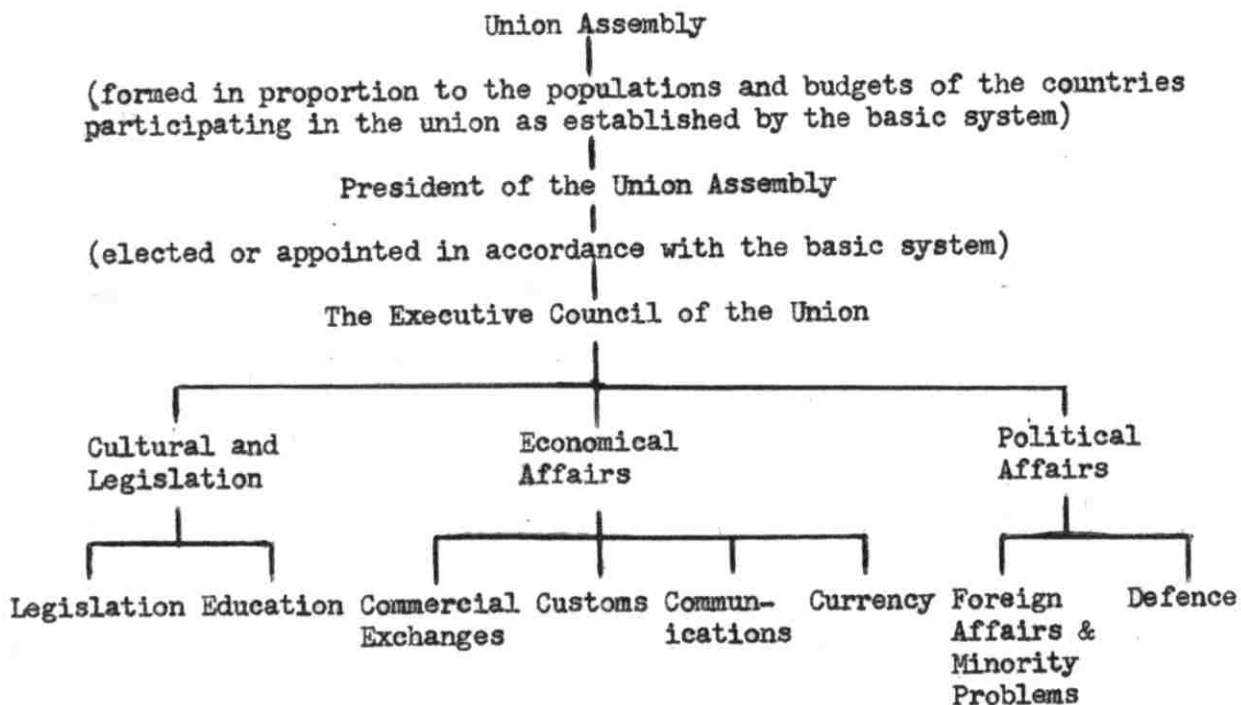 Union Assembly
(formed in proportion to the populations and budgets of the countries
participating in the union as established by the basic system)
President of the Union Assembly
(elected or appointed in accordance with the basic system)
The Executive Council of the Union
Cultural and
Legislation
Economical
Affairs
Political
Affairs
Legislation
Education
Commercial
Exchanges
Customs
Commun-
ications
Currency
Foreign
Affairs &
Minority
Problems
Defence